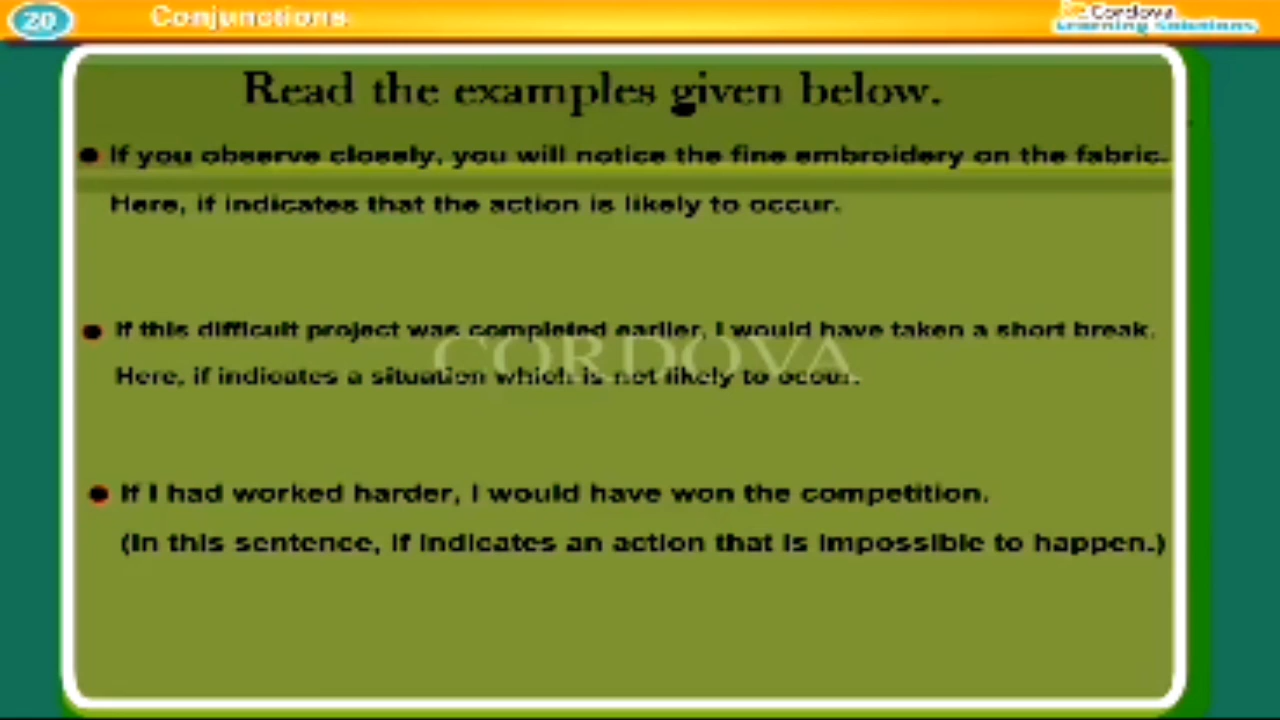 20
Conjunctions
Cordova
Learning Solutions
Read the examples given below.
If you observe closely, you will notice the fine embroidery on the fabric.
Here, if indicates that the action is likely to occur.
If this difficult project was completed earlier, I would have taken a short break.
CORDOVA
Here, if indicates a situation which is not likely to occur.
If I had worked harder, I would have won the competition.
(In this sentence, if indicates an action that is impossible to happen.)